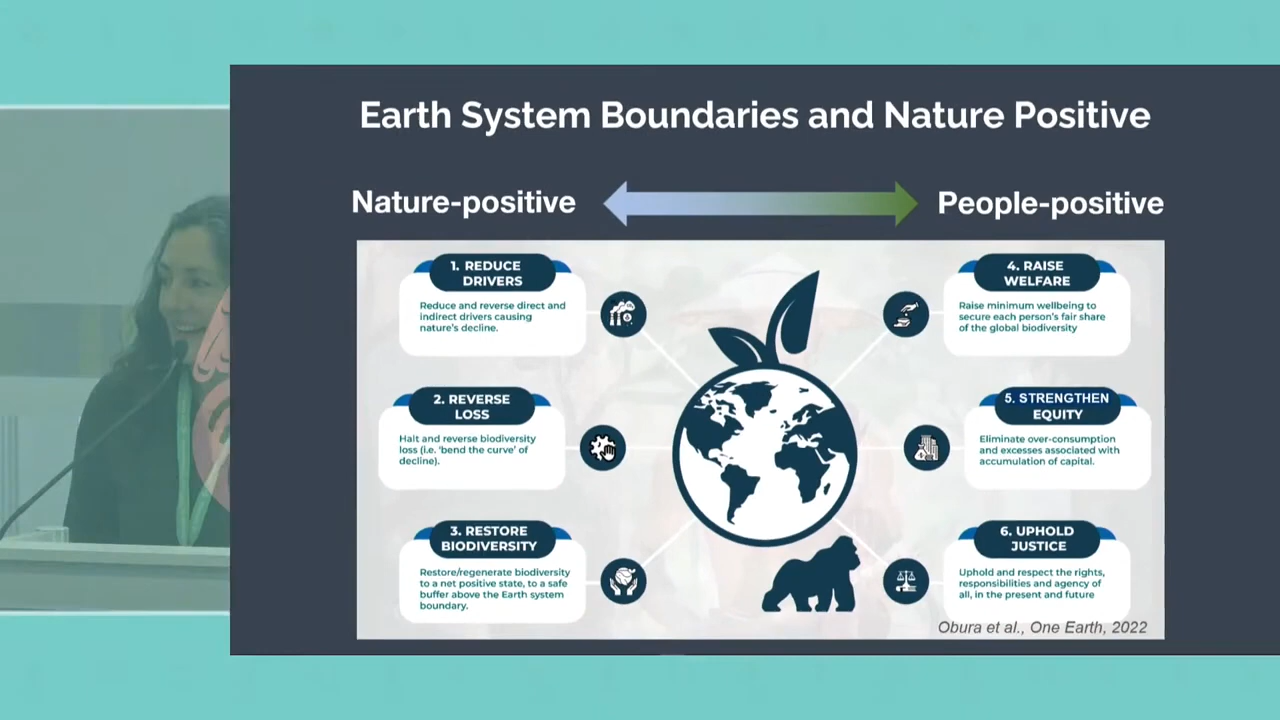 Earth System Boundaries and Nature Positive
Nature-positive
People-positive
1. REDUCE
DRIVERS
Reduce and reverse direct and
indirect drivers causing
nature's decline.
2. REVERSE
LOSS
Halt and reverse biodiversity
loss (i.e. 'bend the curve' of
decline).
3. RESTORE
BIODIVERSITY
Restore/regenerate biodiversity
to a net positive state, to a safe
buffer above the Earth system
boundary.
4. RAISE
WELFARE
Raise minimum wellbeing to
secure each person's fair share
of the global biodiversity
5. STRENGTHEN
EQUITY
Eliminate over-consumption
and excesses associated with
accumulation of capital.
6. UPHOLD
JUSTICE
Uphold and respect the rights,
responsibilities and agency of
all, in the present and future
Obura et al., One Earth, 2022